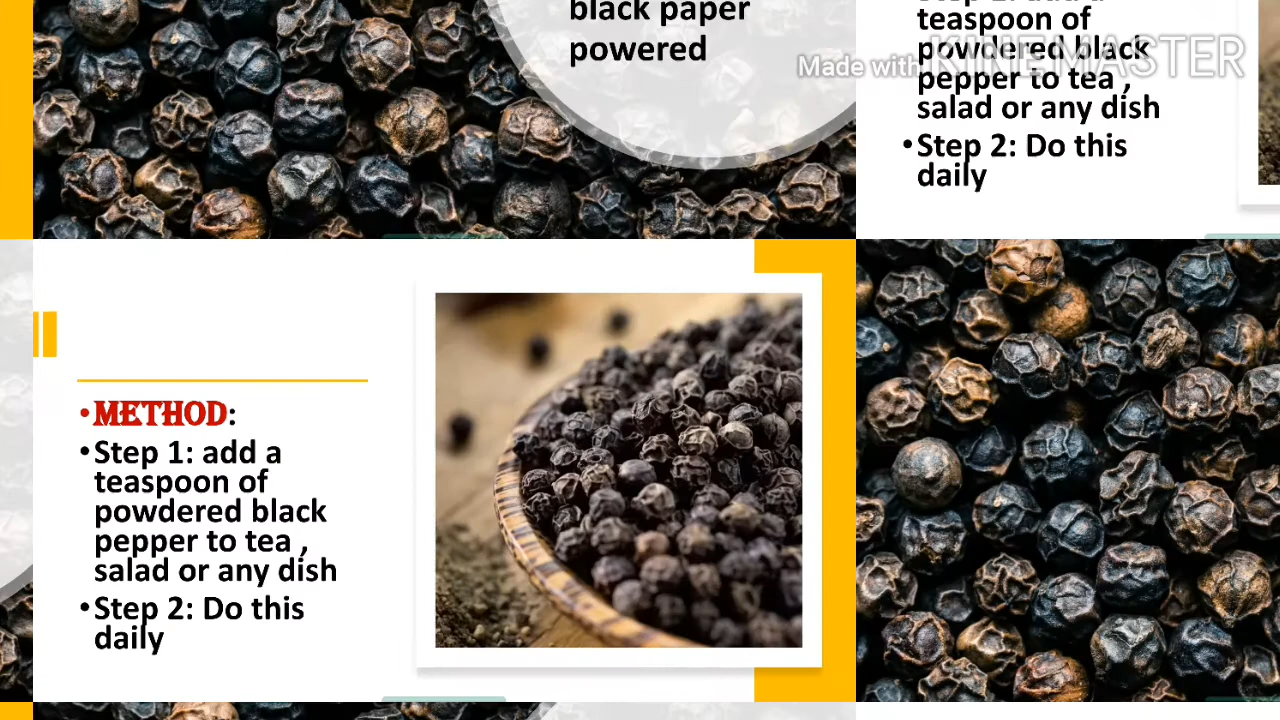 black paper
powered
teaspoon of
powdered black
pepper to tea ,
salad or any dish
•Step 2: Do this
daily
Made with KINEMASTER
•METHOD:
•Step 1: add a
teaspoon of
powdered black
pepper to tea ,
salad or any dish
•Step 2: Do this
daily